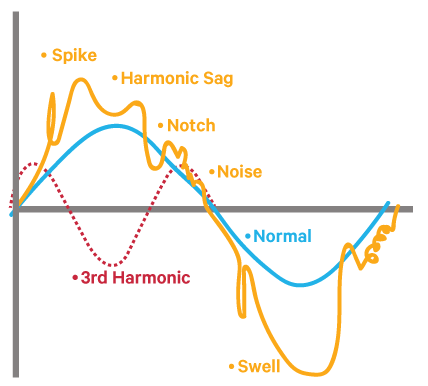 • Spike
• Harmonic Sag
• Notch
• Noise
• Normal
• 3rd Harmonic
• Swell